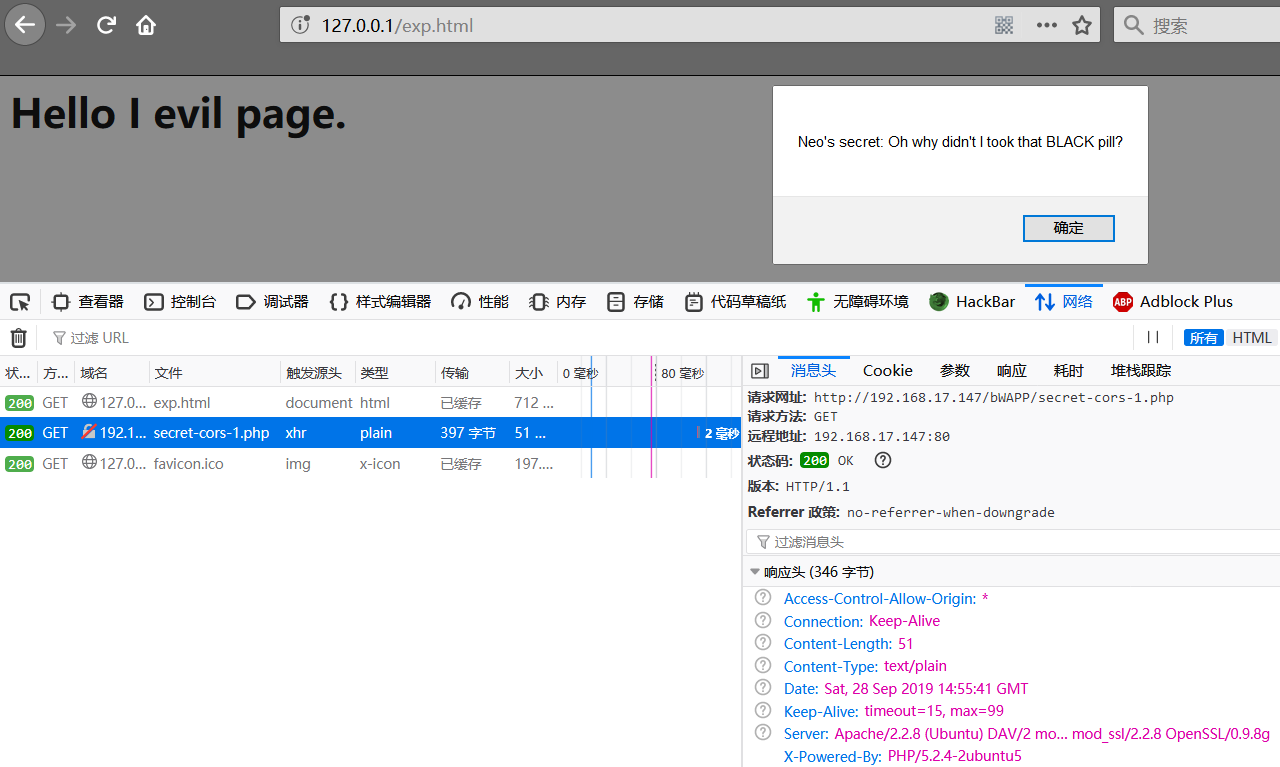 127.0.0.1/exp.html
搜索
Hello I evil page.
Neo's secret: Oh why didn't I took that BLACK pill?
确定
查看器 控制台 调试器 样式编辑器 性能 内存 存储 代码草稿纸 无障碍环境 HackBar 网络 ABP Adblock Plus
过滤 URL 所有 HTML
状... 方... 域名 文件 触发源头 类型 传输 大小 0 毫秒 80 毫秒
200 GET 127.0... exp.html document html 已缓存 712 ...
200 GET 192.1... secret-cors-1.php xhr plain 397 字节 51 ... 2 毫秒
200 GET 127.0... favicon.ico img x-icon 已缓存 197....
消息头 Cookie 参数 响应 耗时 堆栈跟踪
请求网址: http://192.168.17.147/bWAPP/secret-cors-1.php
请求方法: GET
远程地址: 192.168.17.147:80
状态码: 200 OK
版本: HTTP/1.1
Referrer 政策: no-referrer-when-downgrade
过滤消息头
响应头 (346 字节)
Access-Control-Allow-Origin: *
Connection: Keep-Alive
Content-Length: 51
Content-Type: text/plain
Date: Sat, 28 Sep 2019 14:55:41 GMT
Keep-Alive: timeout=15, max=99
Server: Apache/2.2.8 (Ubuntu) DAV/2 mo... mod_ssl/2.2.8 OpenSSL/0.9.8g
X-Powered-By: PHP/5.2.4-2ubuntu5